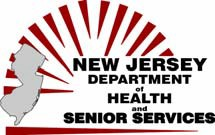 NEW JERSEY
DEPARTMENT
of
HEALTH
and
SENIOR SERVICES